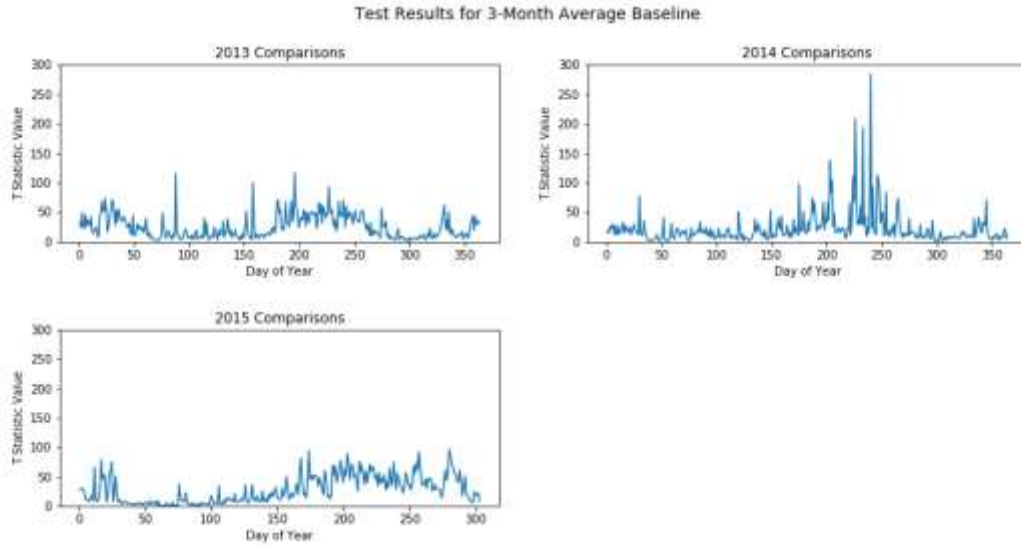 Test Results for 3-Month Average Baseline
2013 Comparisons
T Statistic Value
300
250
200
150
100
50
0
0 50 100 150 200 250 300 350
Day of Year
2014 Comparisons
T Statistic Value
300
250
200
150
100
50
0
0 50 100 150 200 250 300 350
Day of Year
2015 Comparisons
T Statistic Value
300
250
200
150
100
50
0
0 50 100 150 200 250 300
Day of Year